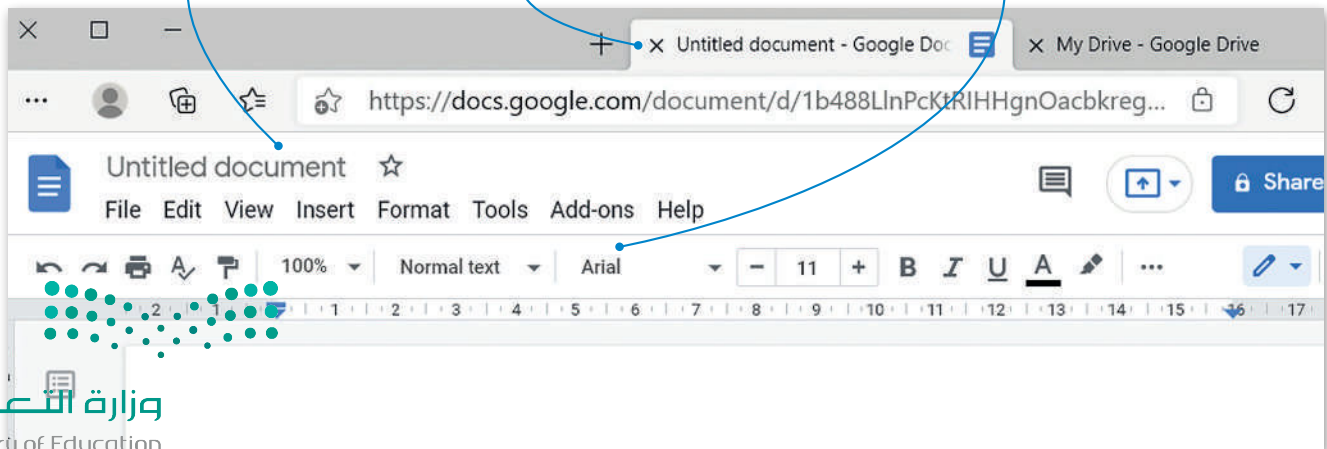 Untitled document - Google Doc My Drive - Google Drive
https://docs.google.com/document/d/1b488LlnPcKtRIHHgnOacbkreg...
Untitled document
Share
File Edit View Insert Format Tools Add-ons Help
100% Normal text Arial - 11 + B I U A ...
2 1 1 2 3 4 5 6 7 8 9 10 11 12 13 14 15 16 17
وزارة التـعـ
of Education